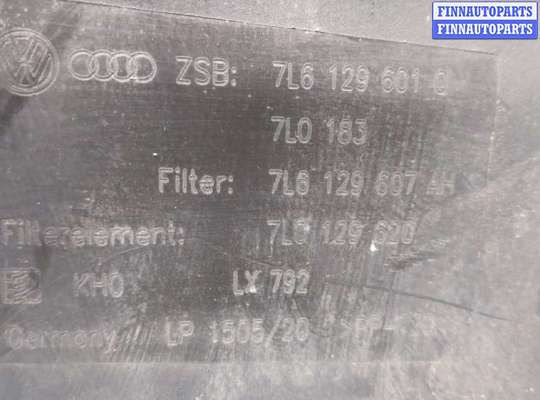 FINNAUTOPARTS
FINNAUTOPARTS
ZSB: 7L6 129 601 Q
7L0 183
Filter: 7L6 129 607 AH
Filterelement: 7L0 129 620
KHO LX 792
Germany LP 1505/20